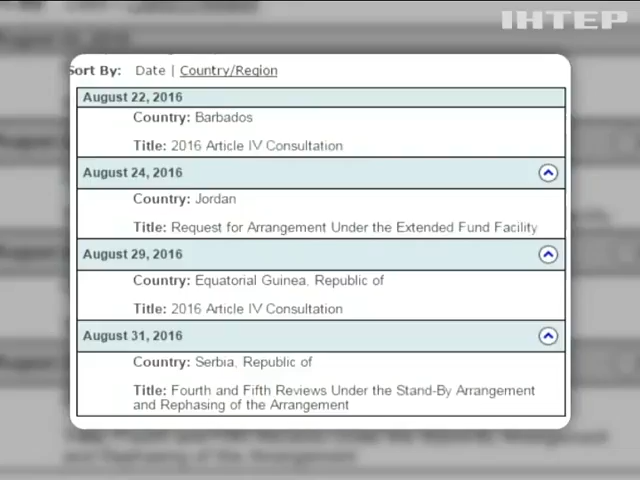 ІНТЕР
Sort By: Date | Country/Region
August 22, 2016
Country: Barbados
Title: 2016 Article IV Consultation
August 24, 2016
Country: Jordan
Title: Request for Arrangement Under the Extended Fund Facility
August 29, 2016
Country: Equatorial Guinea, Republic of
Title: 2016 Article IV Consultation
August 31, 2016
Country: Serbia, Republic of
Title: Fourth and Fifth Reviews Under the Stand-By Arrangement
and Rephasing of the Arrangement